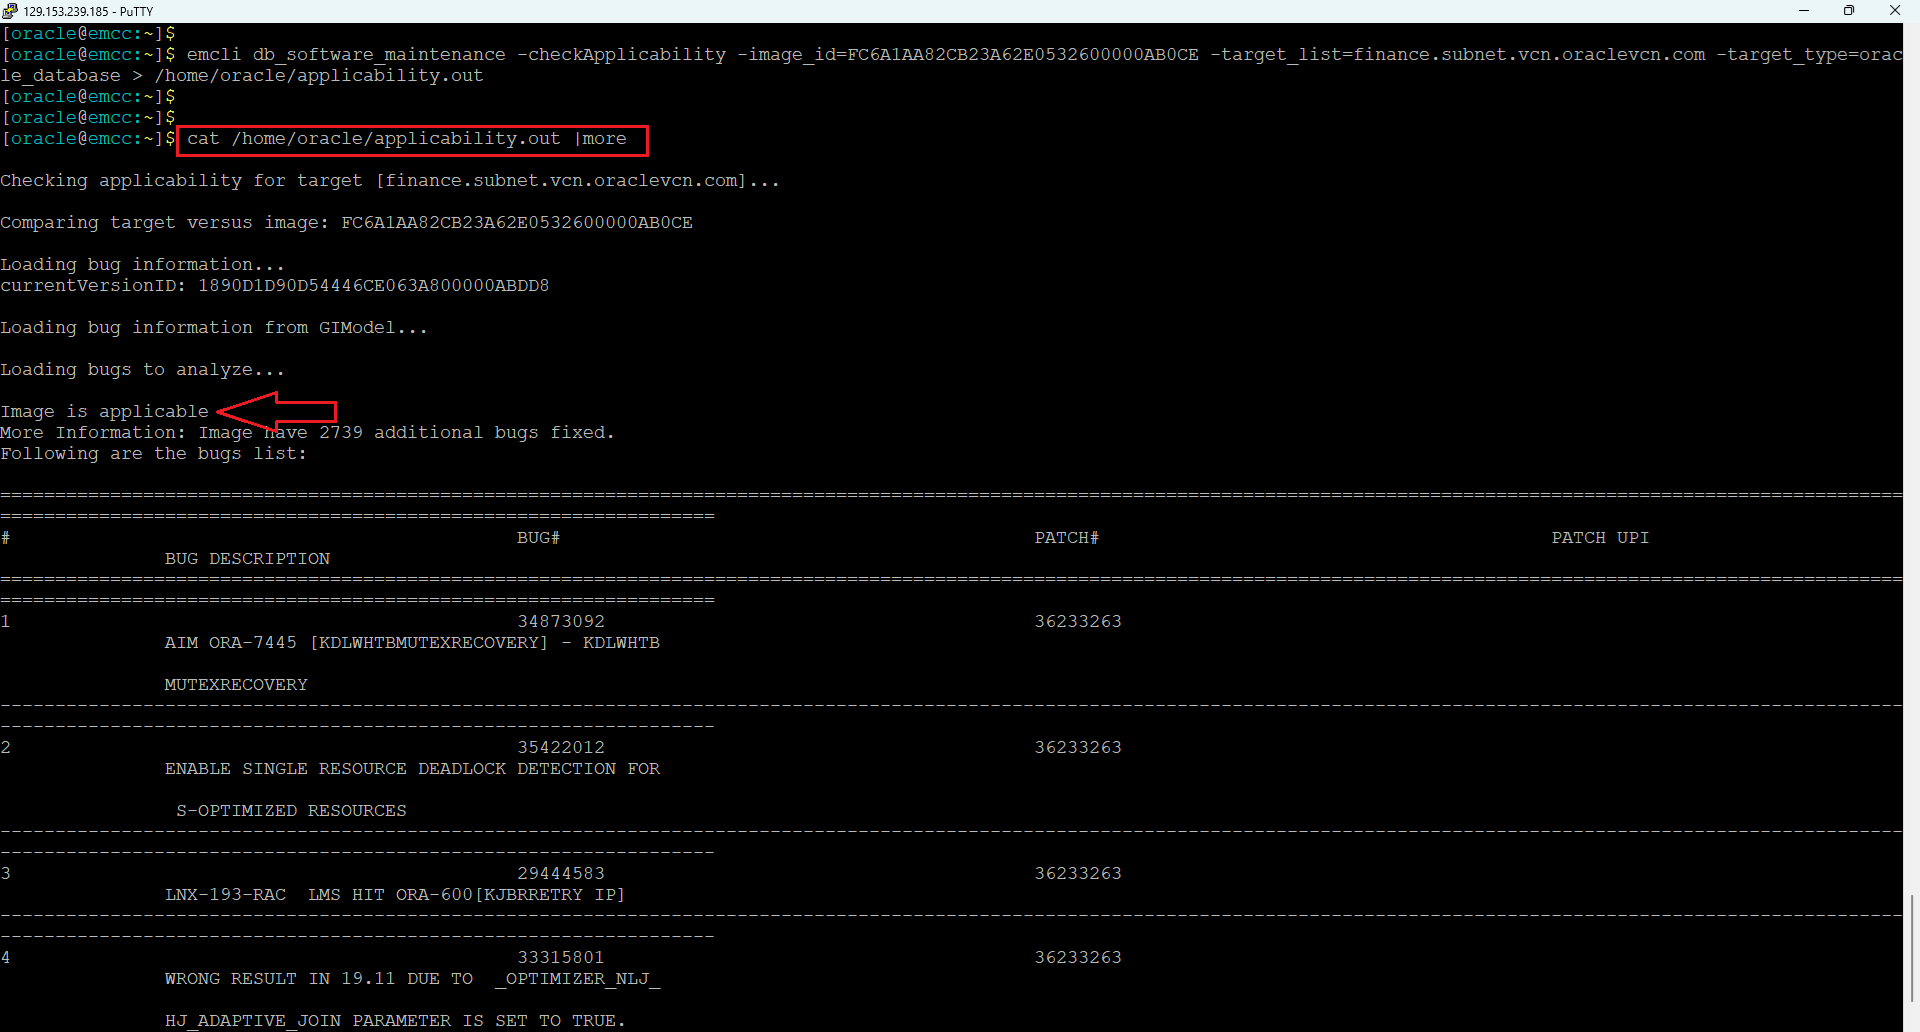 129.153.239.185 - PuTTY
[oracle@emcc:~]$
[oracle@emcc:~]$ emcli db_software_maintenance -checkApplicability -image_id=FC6A1AA82CB23A62E0532600000AB0CE -target_list=finance.subnet.vcn.oraclevcn.com -target_type=orac
le_database > /home/oracle/applicability.out
[oracle@emcc:~]$
[oracle@emcc:~]$
[oracle@emcc:~]$ cat /home/oracle/applicability.out |more
Checking applicability for target [finance.subnet.vcn.oraclevcn.com]...
Comparing target versus image: FC6A1AA82CB23A62E0532600000AB0CE
Loading bug information...
currentVersionID: 1890D1D90D54446CE063A800000ABDD8
Loading bug information from GIModel...
Loading bugs to analyze...
Image is applicable
More Information: Image have 2739 additional bugs fixed.
Following are the bugs list:
# BUG# PATCH# PATCH UPI
BUG DESCRIPTION
1 34873092 36233263
AIM ORA-7445 [KDLWHTBMUTEXRECOVERY] - KDLWHTB
MUTEXRECOVERY
2 35422012 36233263
ENABLE SINGLE RESOURCE DEADLOCK DETECTION FOR
S-OPTIMIZED RESOURCES
3 29444583 36233263
LNX-193-RAC  LMS HIT ORA-600[KJBRRETRY IP]
4 33315801 36233263
WRONG RESULT IN 19.11 DUE TO  _OPTIMIZER_NLJ_
HJ_ADAPTIVE_JOIN PARAMETER IS SET TO TRUE.